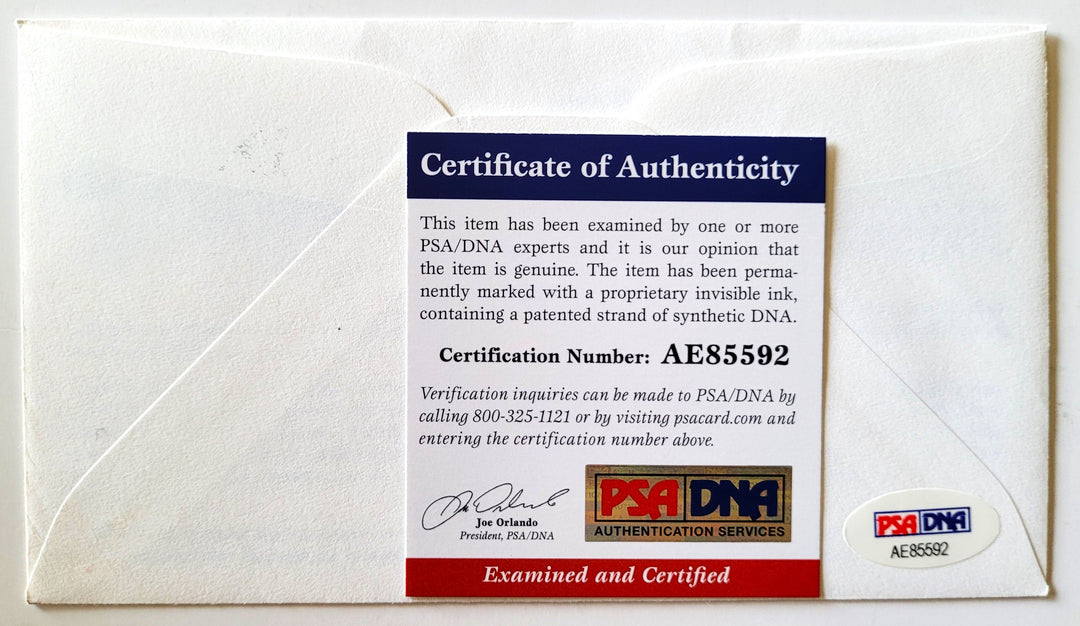 Certificate of Authenticity
This item has been examined by one or more
PSA/DNA experts and it is our opinion that
the item is genuine. The item has been perma-
nently marked with a proprietary invisible ink,
containing a patented strand of synthetic DNA.
Certification Number: AE85592
Verification inquiries can be made to PSA/DNA by
calling 800-325-1121 or by visiting psacard.com and
entering the certification number above.
Joe Orlando
President, PSA/DNA
PSA DNA
AUTHENTICATION SERVICES
Examined and Certified
PSA DNA
AE85592